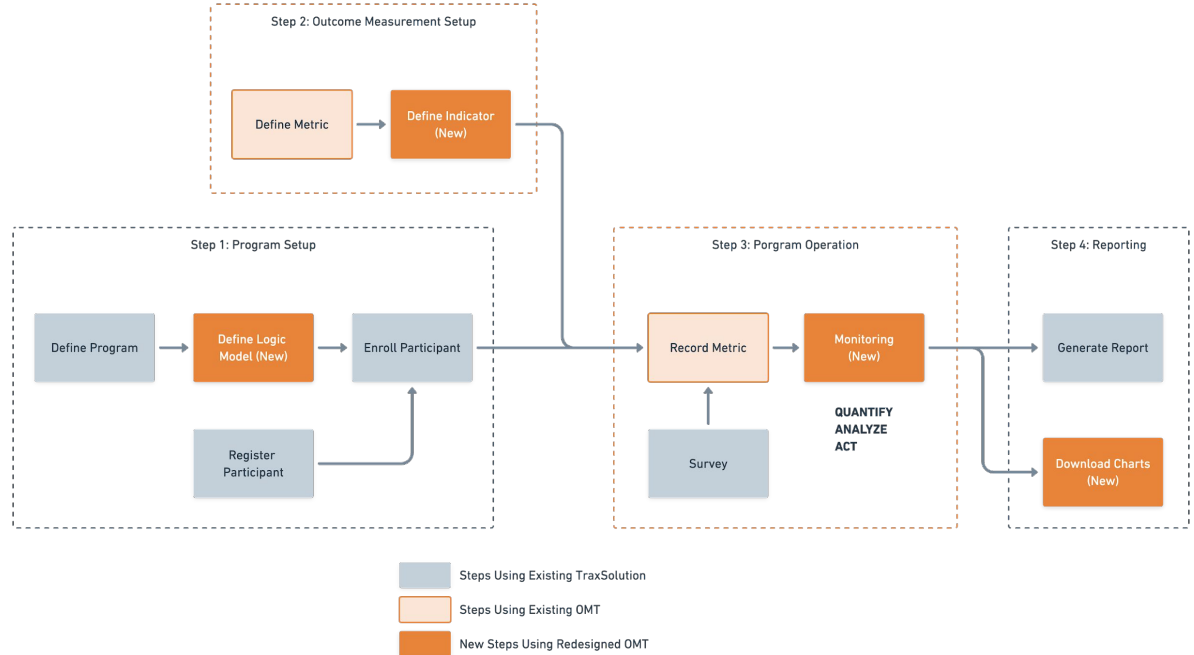 Step 2: Outcome Measurement Setup
Define Metric
Define Indicator
(New)
Step 1: Program Setup
Define Program
Define Logic
Model (New)
Enroll Participant
Register
Participant
Step 3: Porgram Operation
Record Metric
Monitoring
(New)
Survey
QUANTIFY
ANALYZE
ACT
Step 4: Reporting
Generate Report
Download Charts
(New)
Steps Using Existing TraxSolution
Steps Using Existing OMT
New Steps Using Redesigned OMT